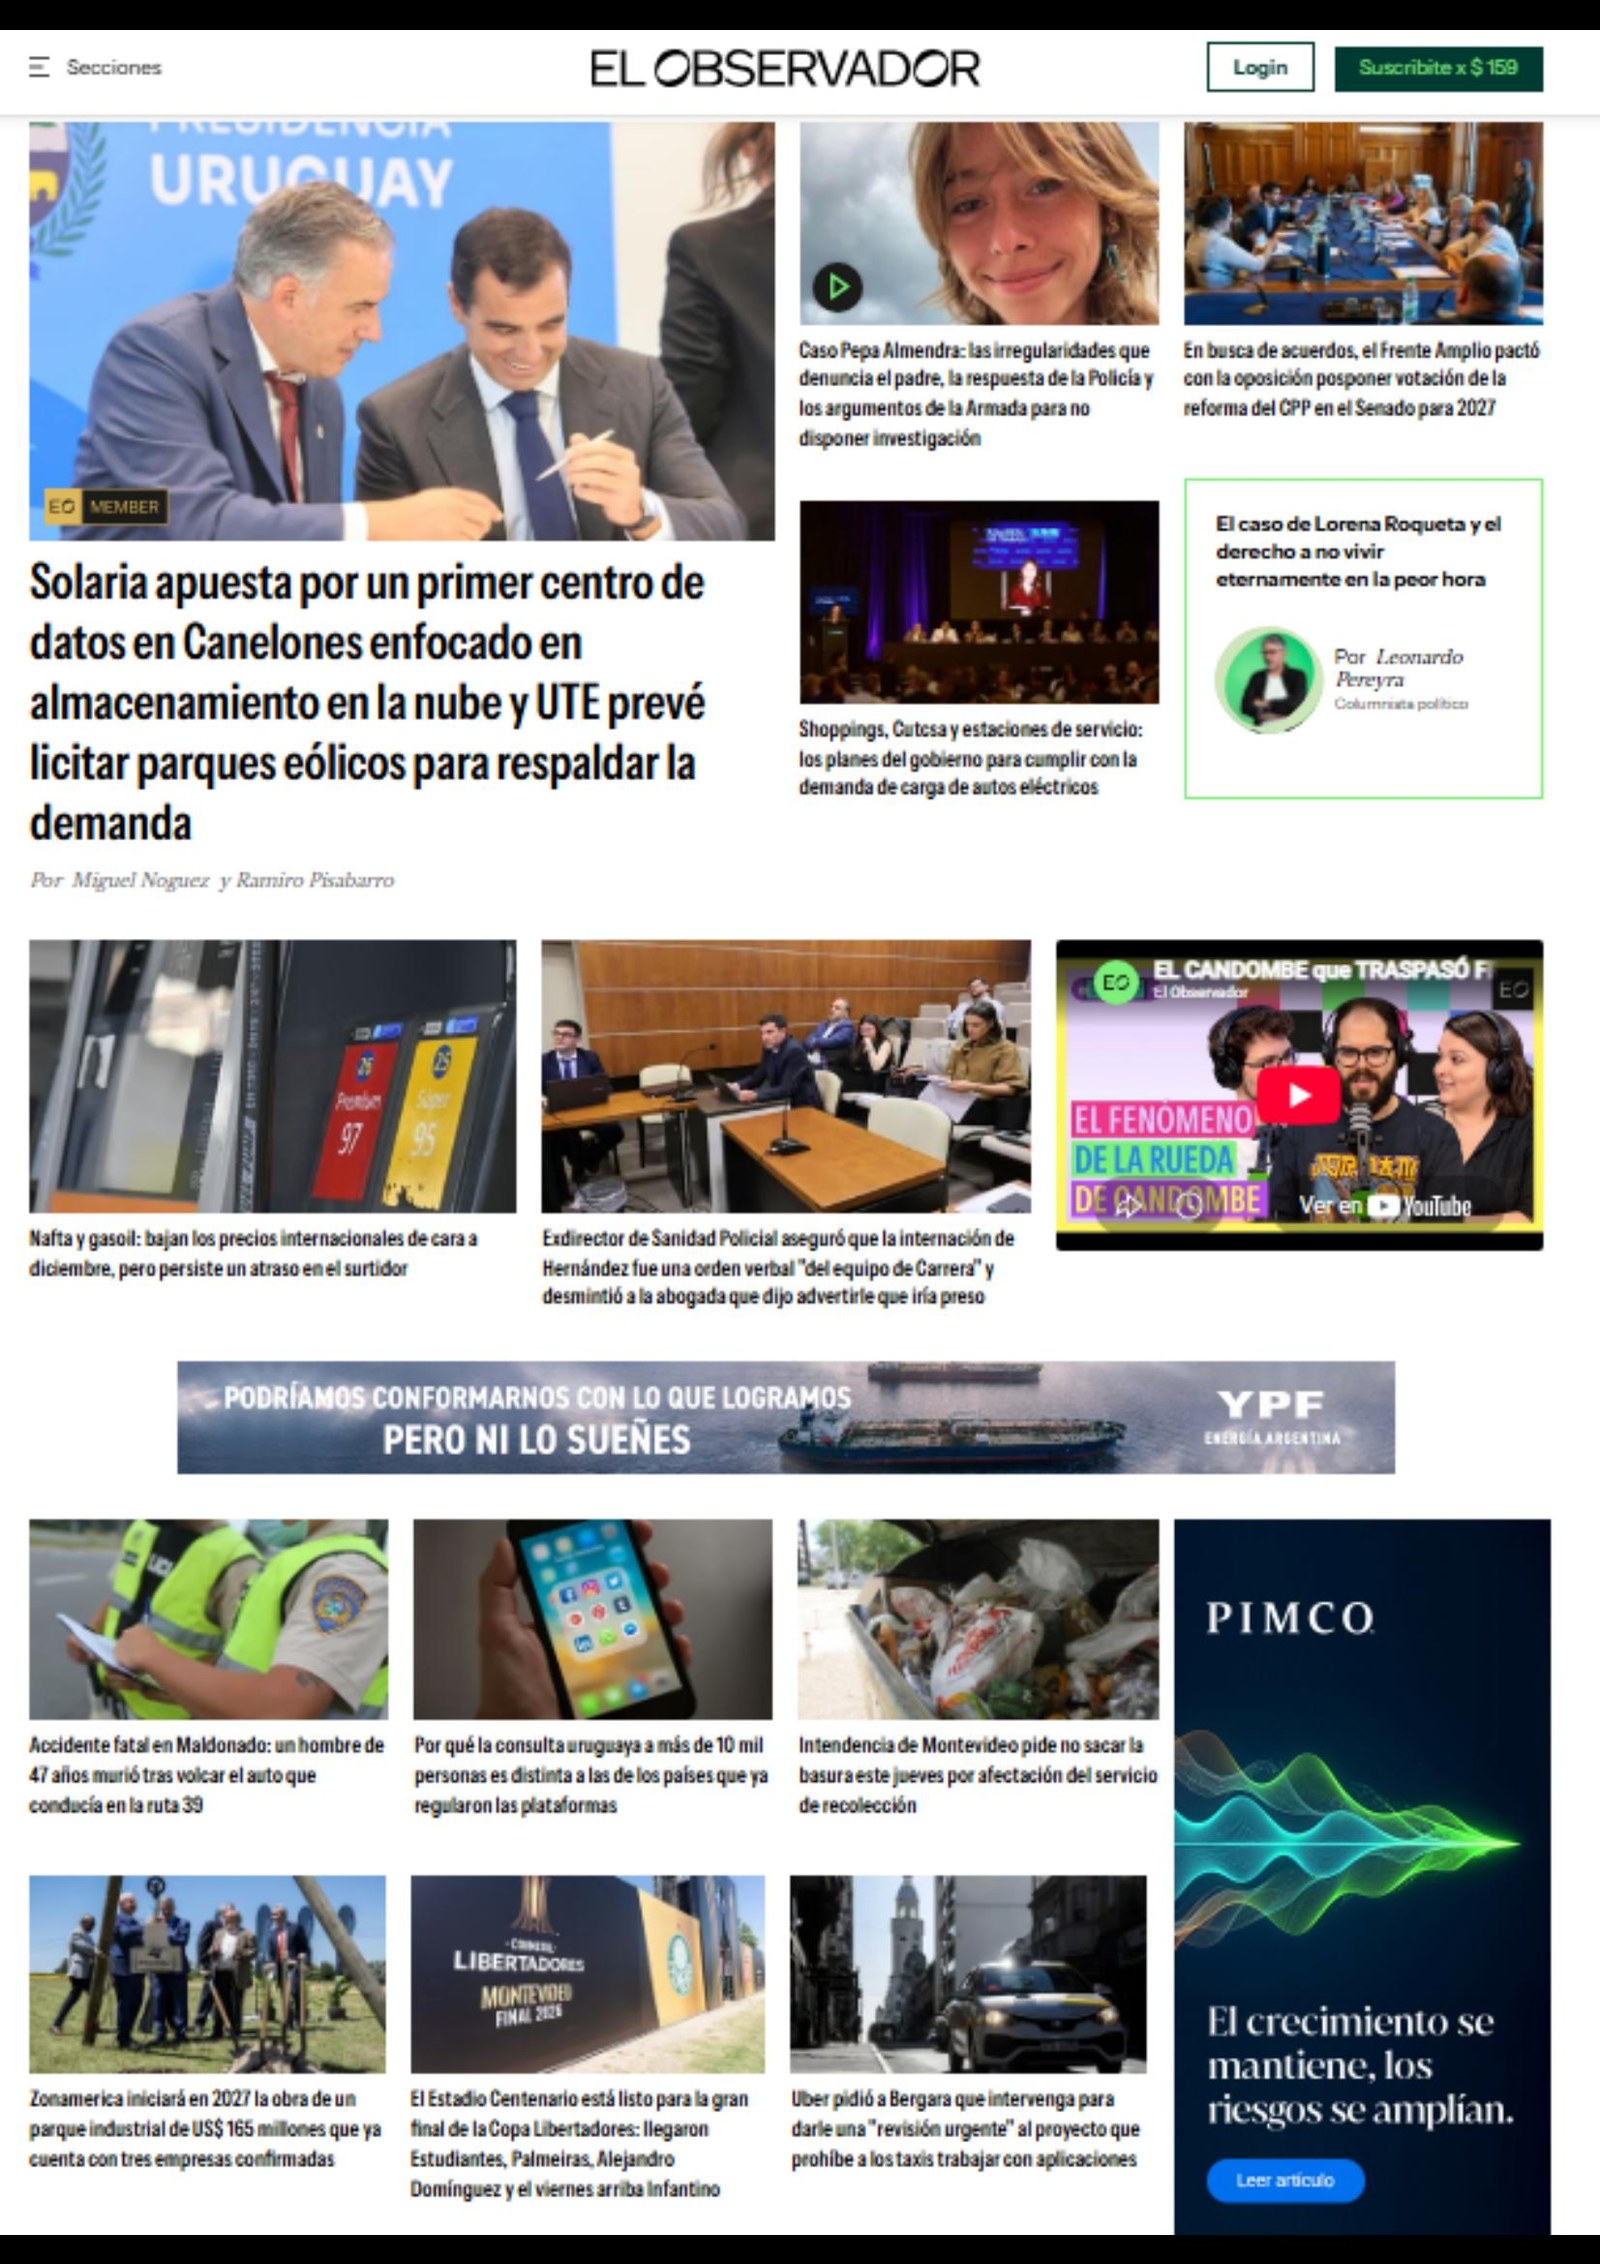 Secciones
EL OBSERVADOR
Login
Suscribite x $ 159
PRESIDENCIA
URUGUAY
EO MEMBER
Solaria apuesta por un primer centro de
datos en Canelones enfocado en
almacenamiento en la nube y UTE prevé
licitar parques eólicos para respaldar la
demanda
Por Miguel Noguez y Ramiro Pisabarro
Caso Pepa Almendra: las irregularidades que
denuncia el padre, la respuesta de la Policía y
los argumentos de la Armada para no
disponer investigación
En busca de acuerdos, el Frente Amplio pactó
con la oposición posponer votación de la
reforma del CPP en el Senado para 2027
Shoppings, Cutcsa y estaciones de servicio:
los planes del gobierno para cumplir con la
demanda de carga de autos eléctricos
El caso de Lorena Roqueta y el
derecho a no vivir
eternamente en la peor hora
Por Leonardo
Pereyra
Columnista político
Premium
97
Súper
95
Nafta y gasoil: bajan los precios internacionales de cara a
diciembre, pero persiste un atraso en el surtidor
Exdirector de Sanidad Policial aseguró que la internación de
Hernández fue una orden verbal "del equipo de Carrera" y
desmintió a la abogada que dijo advertirle que iría preso
EO
EL CANDOMBE que TRASPASÓ F
El Observador
EO
EL FENÓMENO
DE LA RUEDA
DE CANDOMBE
Ver en YouTube
PODRÍAMOS CONFORMARNOS CON LO QUE LOGRAMOS
PERO NI LO SUEÑES
YPF
ENERGÍA ARGENTINA
Accidente fatal en Maldonado: un hombre de
47 años murió tras volcar el auto que
conducía en la ruta 39
Por qué la consulta uruguaya a más de 10 mil
personas es distinta a las de los países que ya
regularon las plataformas
Intendencia de Montevideo pide no sacar la
basura este jueves por afectación del servicio
de recolección
PIMCO
El crecimiento se
mantiene, los
riesgos se amplían.
Leer artículo
Zonamerica iniciará en 2027 la obra de un
parque industrial de US$ 165 millones que ya
cuenta con tres empresas confirmadas
LIBERTADORES
MONTEVIDEO
FINAL 2026
El Estadio Centenario está listo para la gran
final de la Copa Libertadores: llegaron
Estudiantes, Palmeiras, Alejandro
Domínguez y el viernes arriba Infantino
Uber pidió a Bergara que intervenga para
darle una "revisión urgente" al proyecto que
prohíbe a los taxis trabajar con aplicaciones